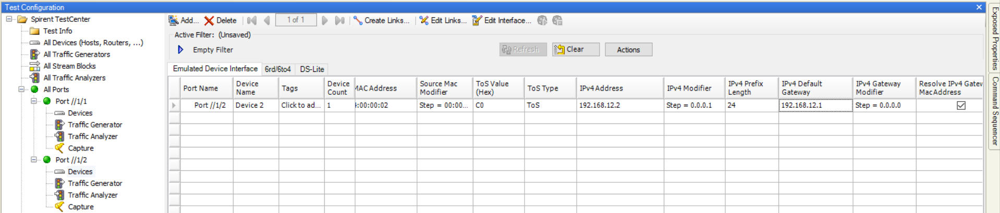 Test Configuration
Spirent TestCenter
Test Info
All Devices (Hosts, Routers, ...)
All Traffic Generators
All Stream Blocks
All Traffic Analyzers
All Ports
Port //1/1
Devices
Traffic Generator
Traffic Analyzer
Capture
Port //1/2
Devices
Traffic Generator
Traffic Analyzer
Capture
Add... Delete 1 of 1 Create Links... Edit Links... Edit Interface...
Active Filter: (Unsaved)
Empty Filter Refresh Clear Actions
Emulated Device Interface 6rd/6to4 DS-Lite
Port Name
Device
Name
Tags
Device
Count
MAC Address
Source Mac
Modifier
ToS Value
(Hex)
ToS Type
IPv4 Address
IPv4 Modifier
IPv4 Prefix
Length
IPv4 Default
Gateway
IPv4 Gateway
Modifier
Resolve IPv4 Gatew
MacAddress
Port //1/2 Device 2 Click to ad... 1 :00:00:02 Step = 00:00... C0 ToS 192.168.12.2 Step = 0.0.0.1 24 192.168.12.1 Step = 0.0.0.0
Exposed Properties
Command Sequencer